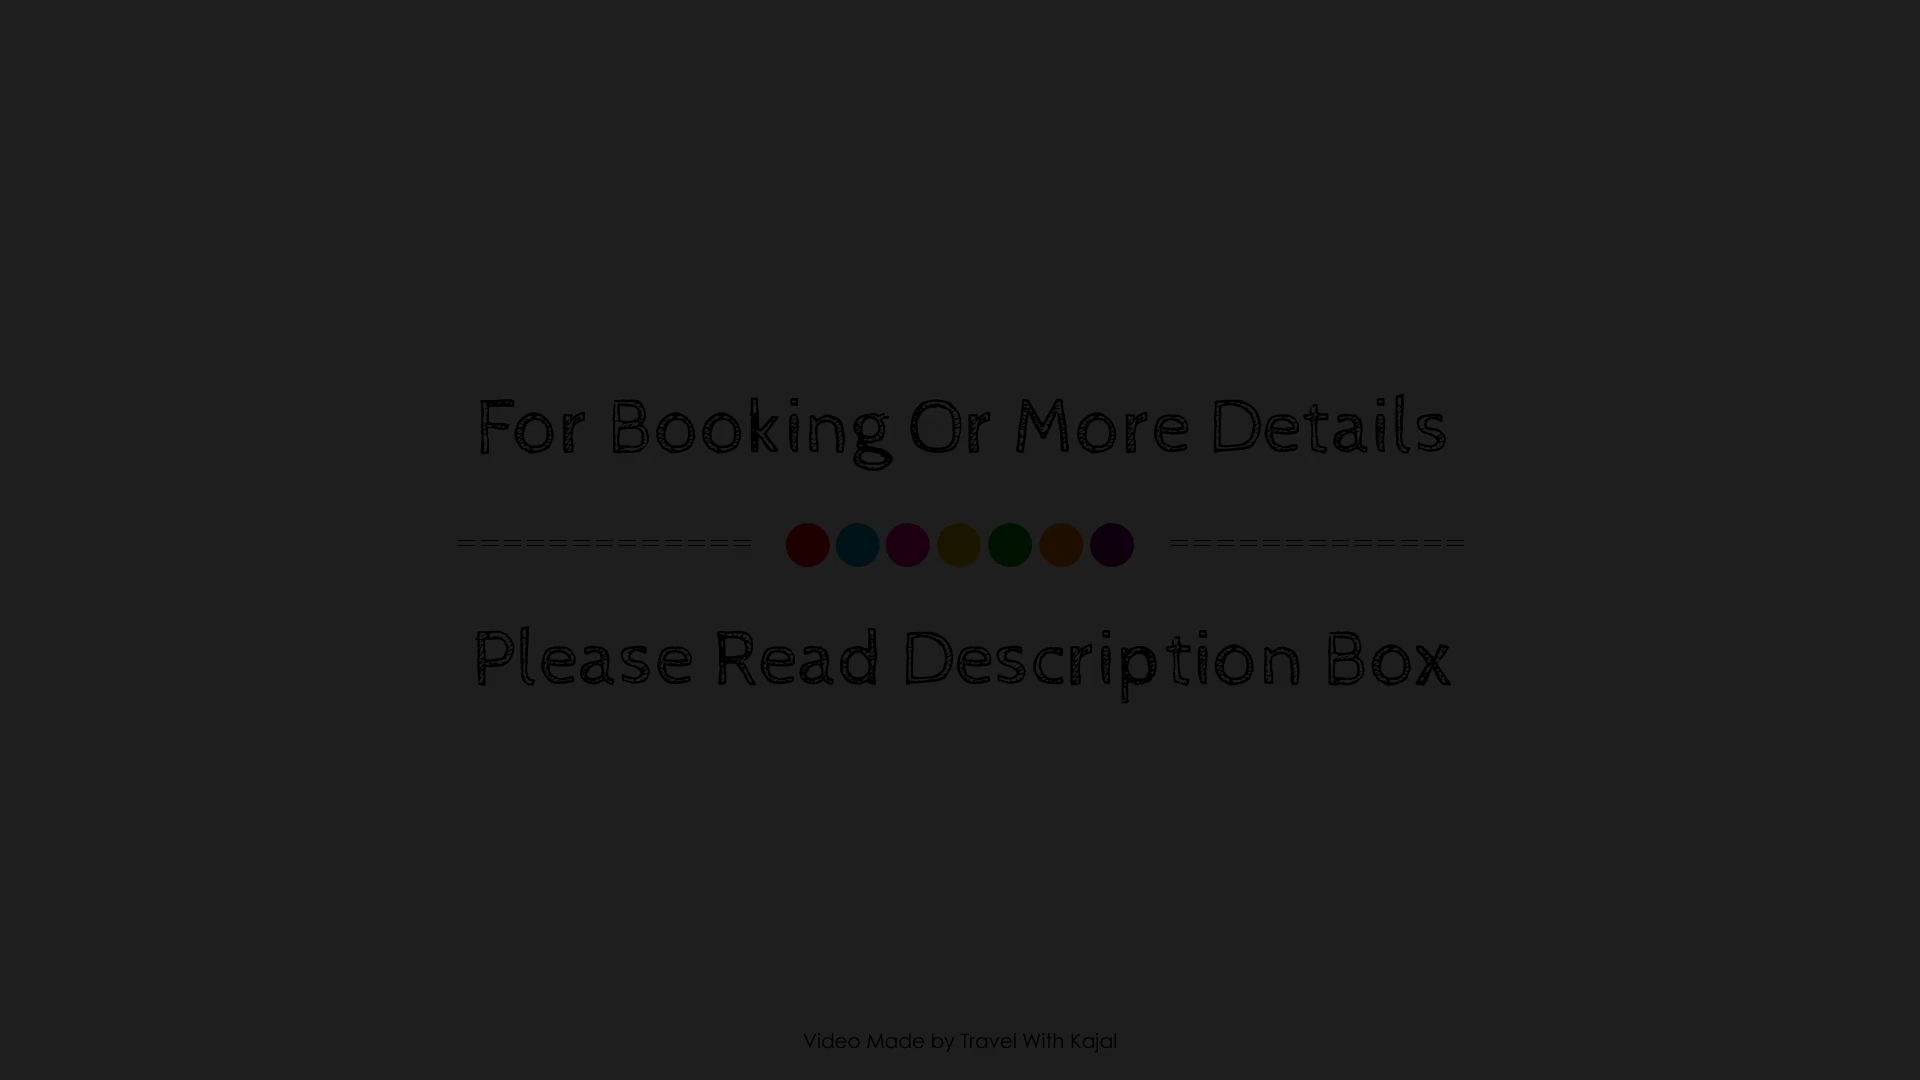 For Booking Or More Details
============= =============
Please Read Description Box
Video Made by Travel With Kajal